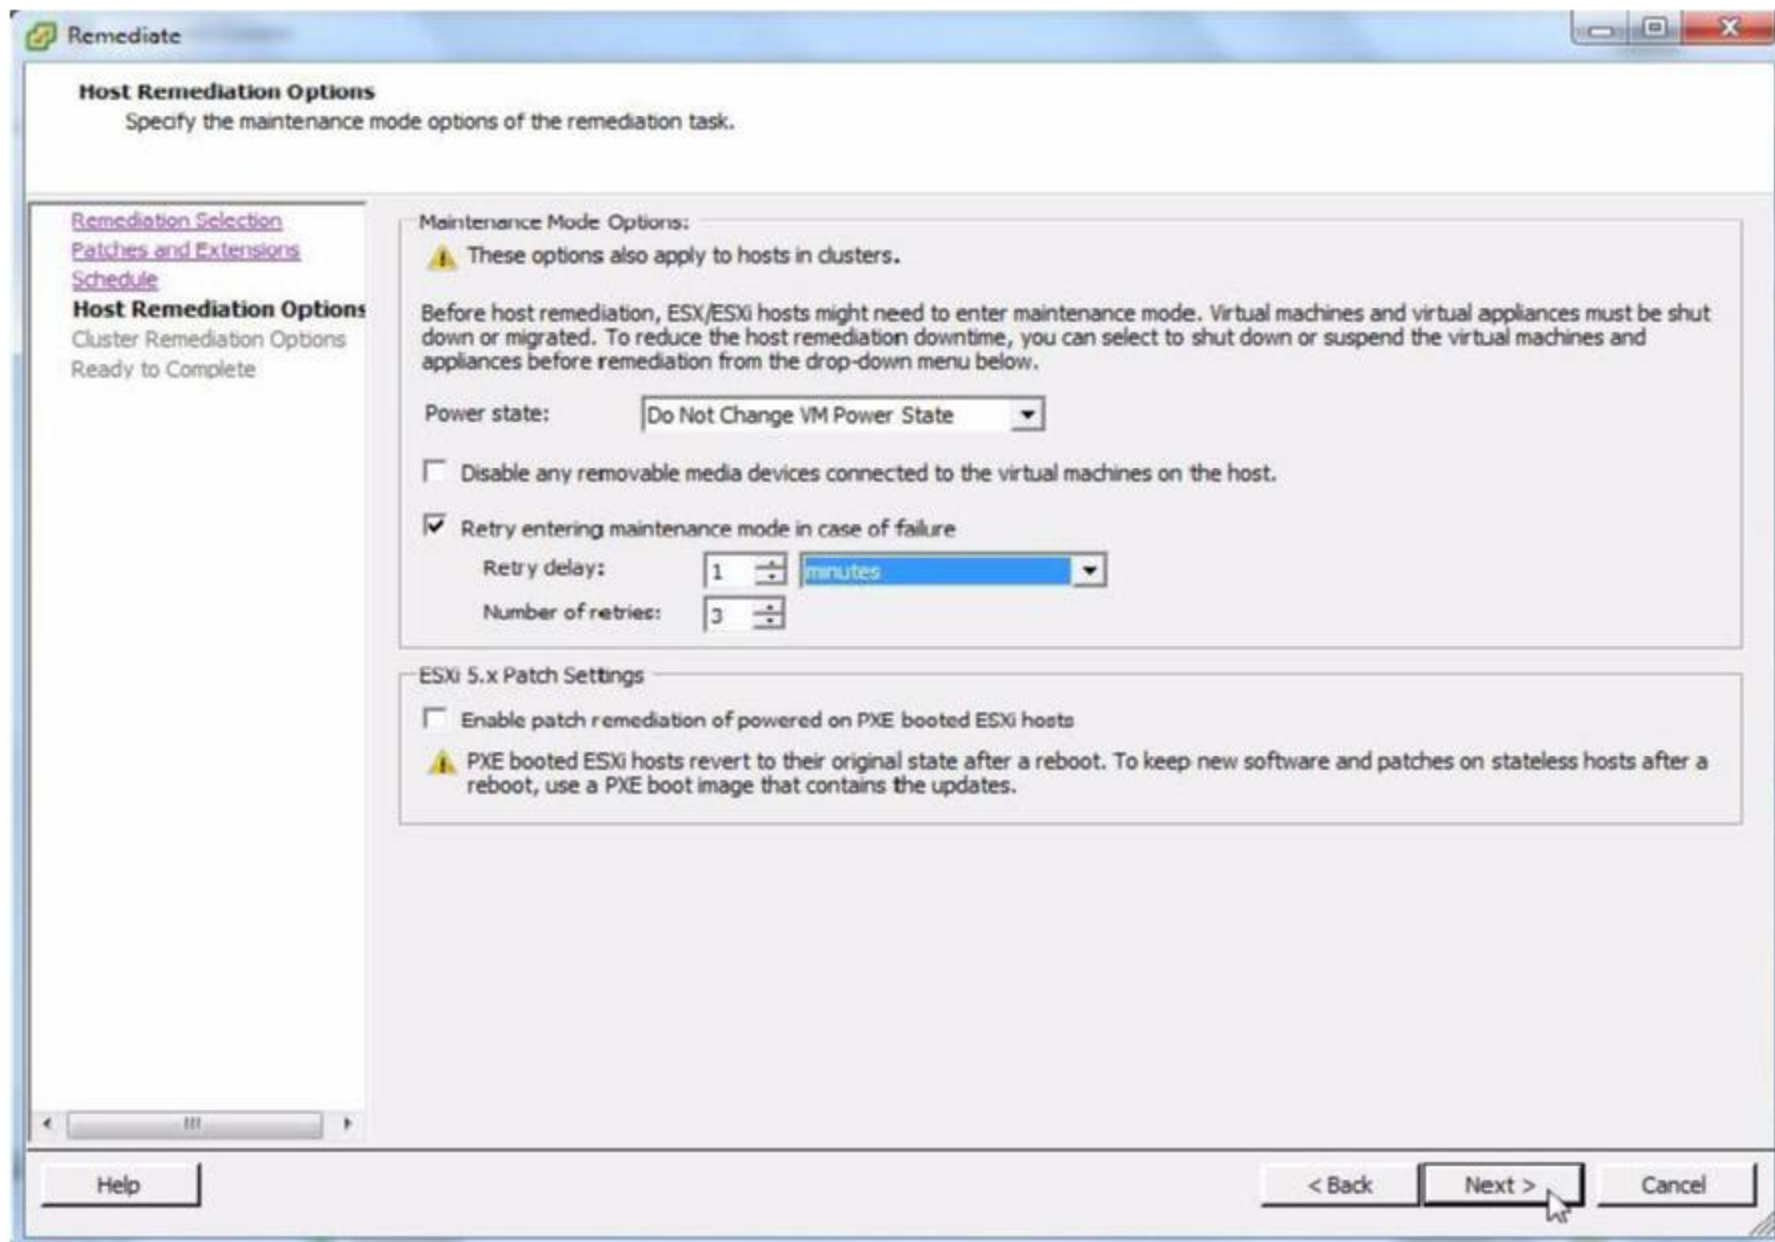 Remediate
Host Remediation Options
Specify the maintenance mode options of the remediation task.
Remediation Selection
Patches and Extensions
Schedule
Host Remediation Options
Cluster Remediation Options
Ready to Complete
Maintenance Mode Options:
These options also apply to hosts in clusters.
Before host remediation, ESX/ESXi hosts might need to enter maintenance mode. Virtual machines and virtual appliances must be shut
down or migrated. To reduce the host remediation downtime, you can select to shut down or suspend the virtual machines and
appliances before remediation from the drop-down menu below.
Power state: Do Not Change VM Power State
Disable any removable media devices connected to the virtual machines on the host.
Retry entering maintenance mode in case of failure
Retry delay: 1 minutes
Number of retries: 3
ESXi 5.x Patch Settings
Enable patch remediation of powered on PXE booted ESXi hosts
PXE booted ESXi hosts revert to their original state after a reboot. To keep new software and patches on stateless hosts after a
reboot, use a PXE boot image that contains the updates.
Help
< Back
Next >
Cancel